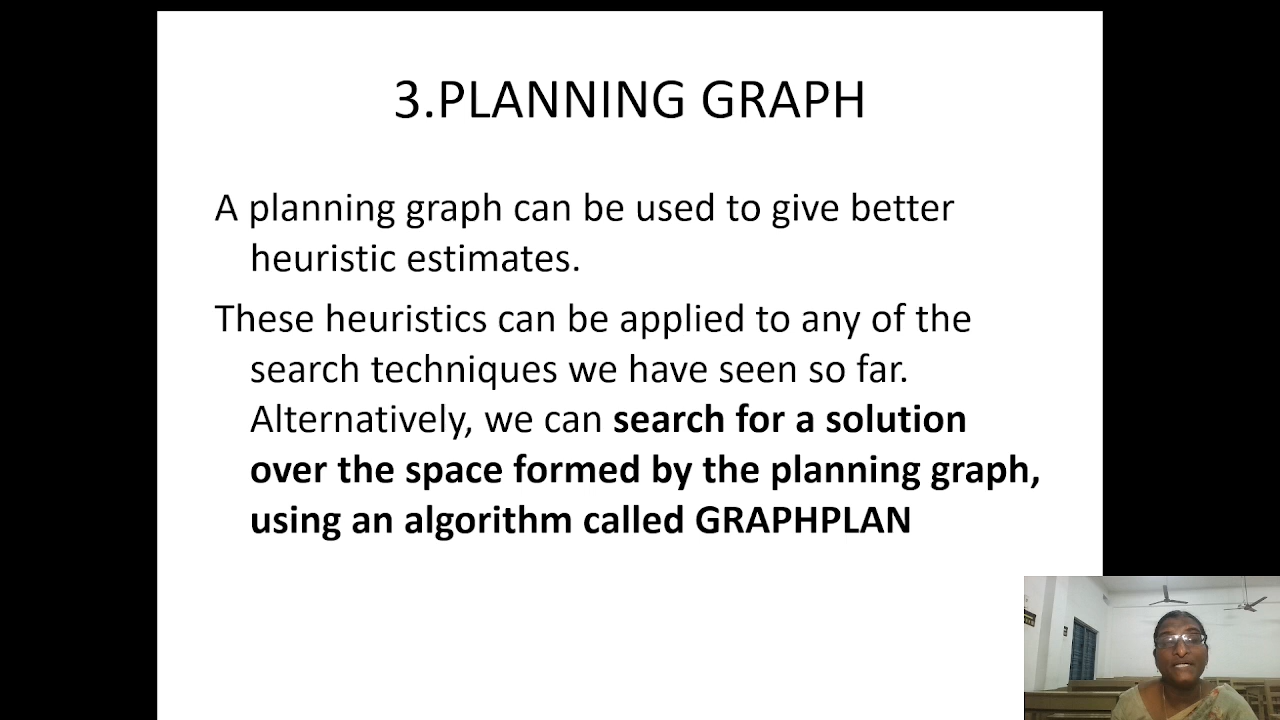 3.PLANNING GRAPH
A planning graph can be used to give better
heuristic estimates.
These heuristics can be applied to any of the
search techniques we have seen so far.
Alternatively, we can search for a solution
over the space formed by the planning graph,
using an algorithm called GRAPHPLAN